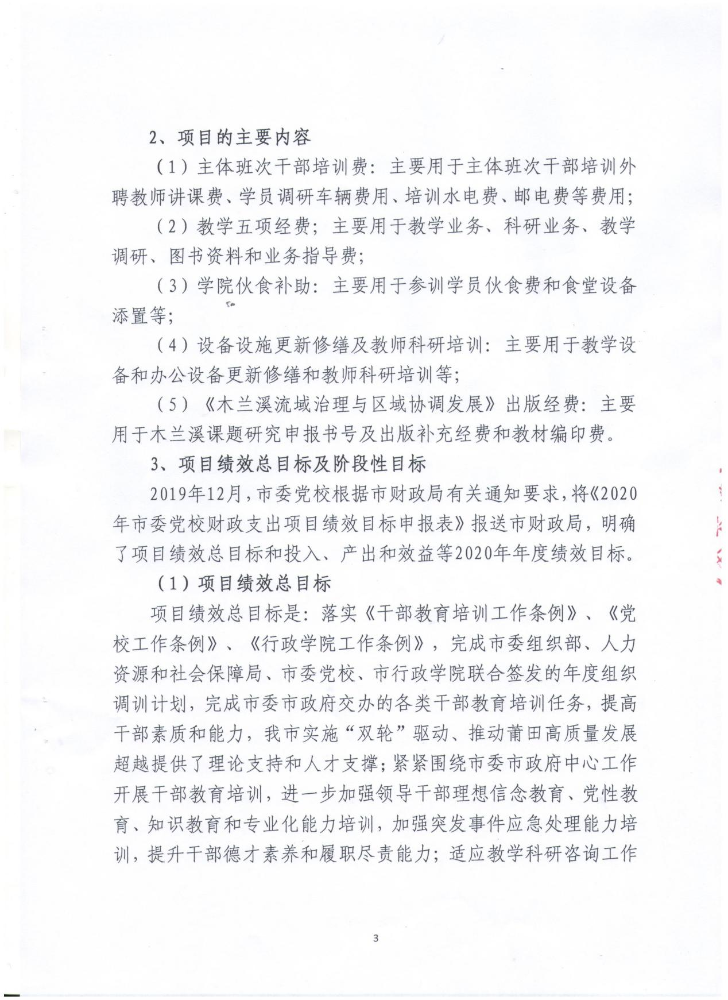 2、项目的主要内容
（1）主体班次干部培训费：主要用于主体班次干部培训外
聘教师讲课费、学员调研车辆费用、培训水电费、邮电费等费用；
（2）教学五项经费；主要用于教学业务、科研业务、教学
调研、图书资料和业务指导费；
（3）学院伙食补助：主要用于参训学员伙食费和食堂设备
添置等；
（4）设备设施更新修缮及教师科研培训：主要用于教学设
备和办公设备更新修缮和教师科研培训等；
（5）《木兰溪流域治理与区域协调发展》出版经费：主要
用于木兰溪课题研究申报书号及出版补充经费和教材编印费。
3、项目绩效总目标及阶段性目标
2019年12月，市委党校根据市财政局有关通知要求，将《2020
年市委党校财政支出项目绩效目标申报表》报送市财政局，明确
了项目绩效总目标和投入、产出和效益等2020年年度绩效目标。
（1）项目绩效总目标
项目绩效总目标是：落实《干部教育培训工作条例》、《党
校工作条例》、《行政学院工作条例》，完成市委组织部、人力
资源和社会保障局、市委党校、市行政学院联合签发的年度组织
调训计划，完成市委市政府交办的各类干部教育培训任务，提高
干部素质和能力，我市实施“双轮”驱动、推动莆田高质量发展
超越提供了理论支持和人才支撑；紧紧围绕市委市政府中心工作
开展干部教育培训，进一步加强领导干部理想信念教育、党性教
育、知识教育和专业化能力培训，加强突发事件应急处理能力培
训，提升干部德才素养和履职尽责能力；适应教学科研咨询工作
3